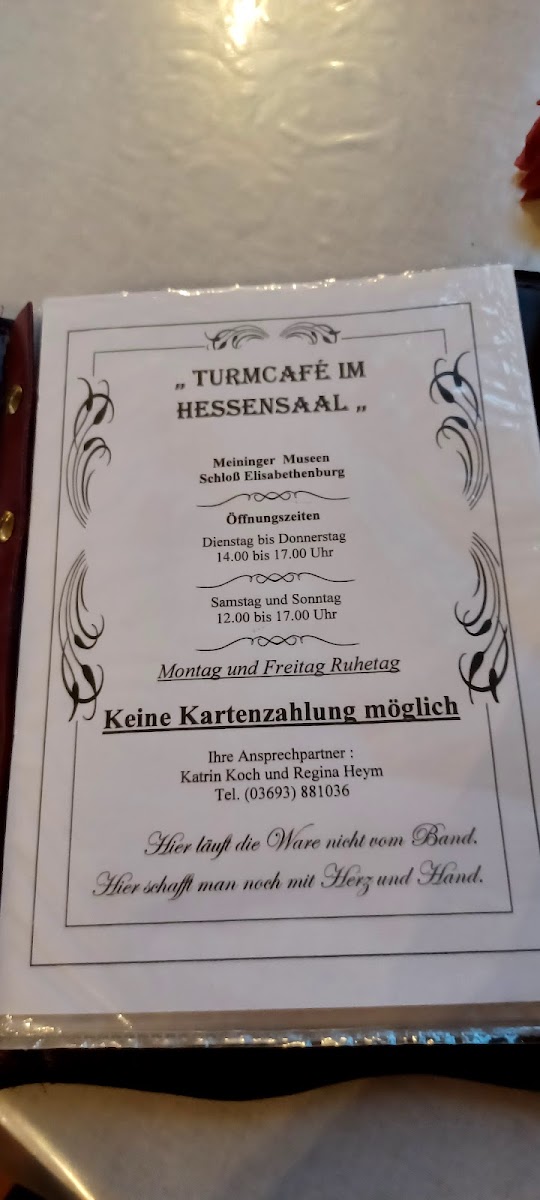 „ TURMCAFÉ IM
HESSENSAAL „
Meininger Museen
Schloß Elisabethenburg
Öffnungszeiten
Dienstag bis Donnerstag
14.00 bis 17.00 Uhr
Samstag und Sonntag
12.00 bis 17.00 Uhr
Montag und Freitag Ruhetag
Keine Kartenzahlung möglich
Ihre Ansprechpartner :
Katrin Koch und Regina Heym
Tel. (03693) 881036
Hier läuft die Ware nicht vom Band.
Hier schafft man noch mit Herz und Hand.